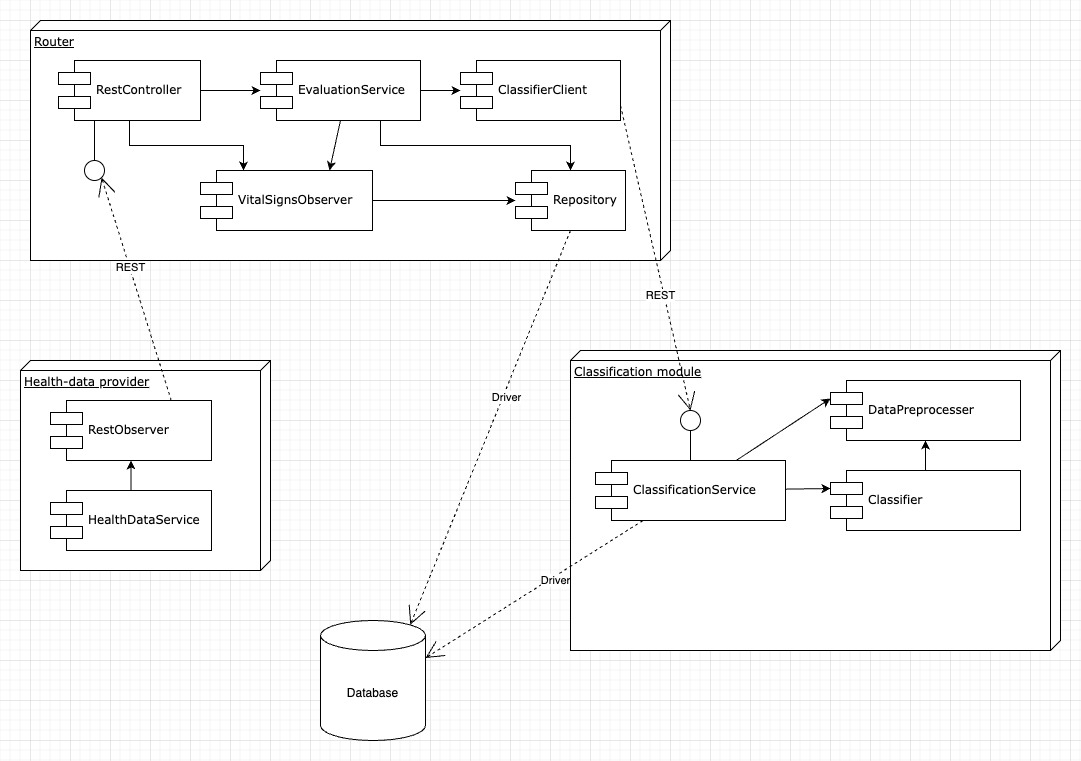 Router
RestController
EvaluationService
ClassifierClient
VitalSignsObserver
Repository
REST
REST
Health-data provider
RestObserver
HealthDataService
Driver
Classification module
DataPreprocesser
ClassificationService
Classifier
Driver
Database